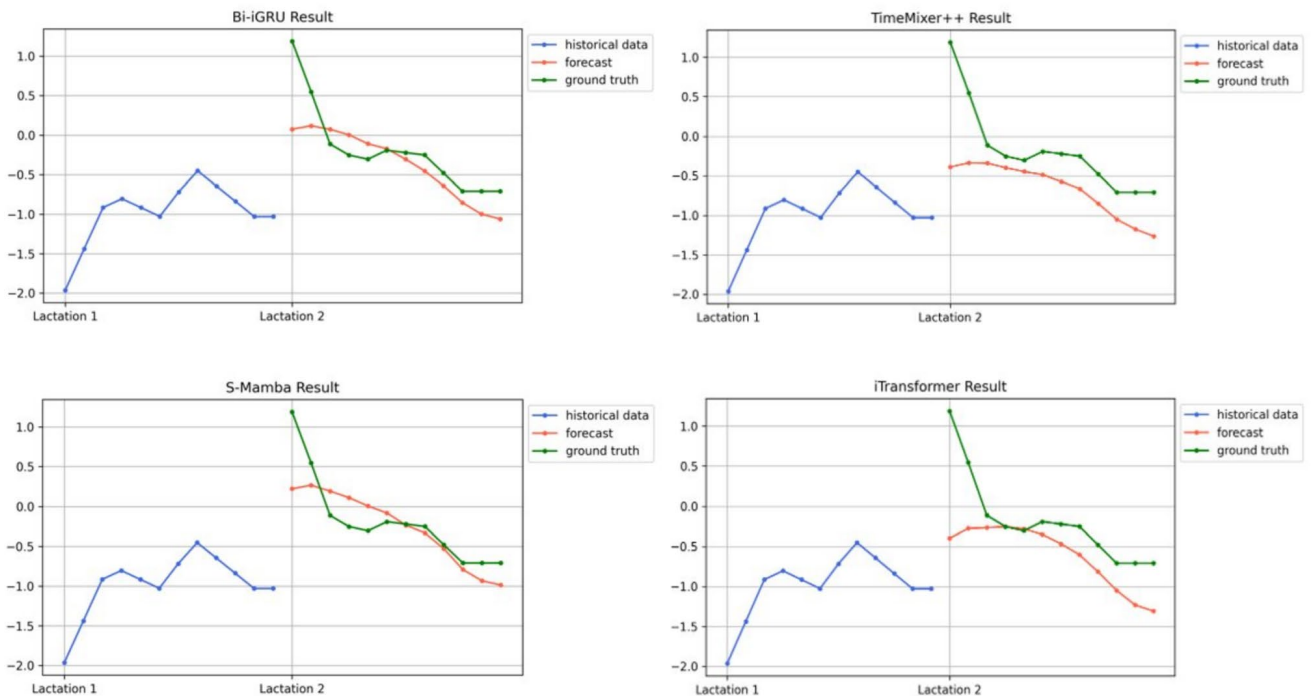 Bi-iGRU Result
1.0
0.5
0.0
−0.5
−1.0
−1.5
−2.0
Lactation 1
Lactation 2
historical data
forecast
ground truth
TimeMixer++ Result
1.0
0.5
0.0
−0.5
−1.0
−1.5
−2.0
Lactation 1
Lactation 2
historical data
forecast
ground truth
S-Mamba Result
1.0
0.5
0.0
−0.5
−1.0
−1.5
−2.0
Lactation 1
Lactation 2
historical data
forecast
ground truth
iTransformer Result
1.0
0.5
0.0
−0.5
−1.0
−1.5
−2.0
Lactation 1
Lactation 2
historical data
forecast
ground truth